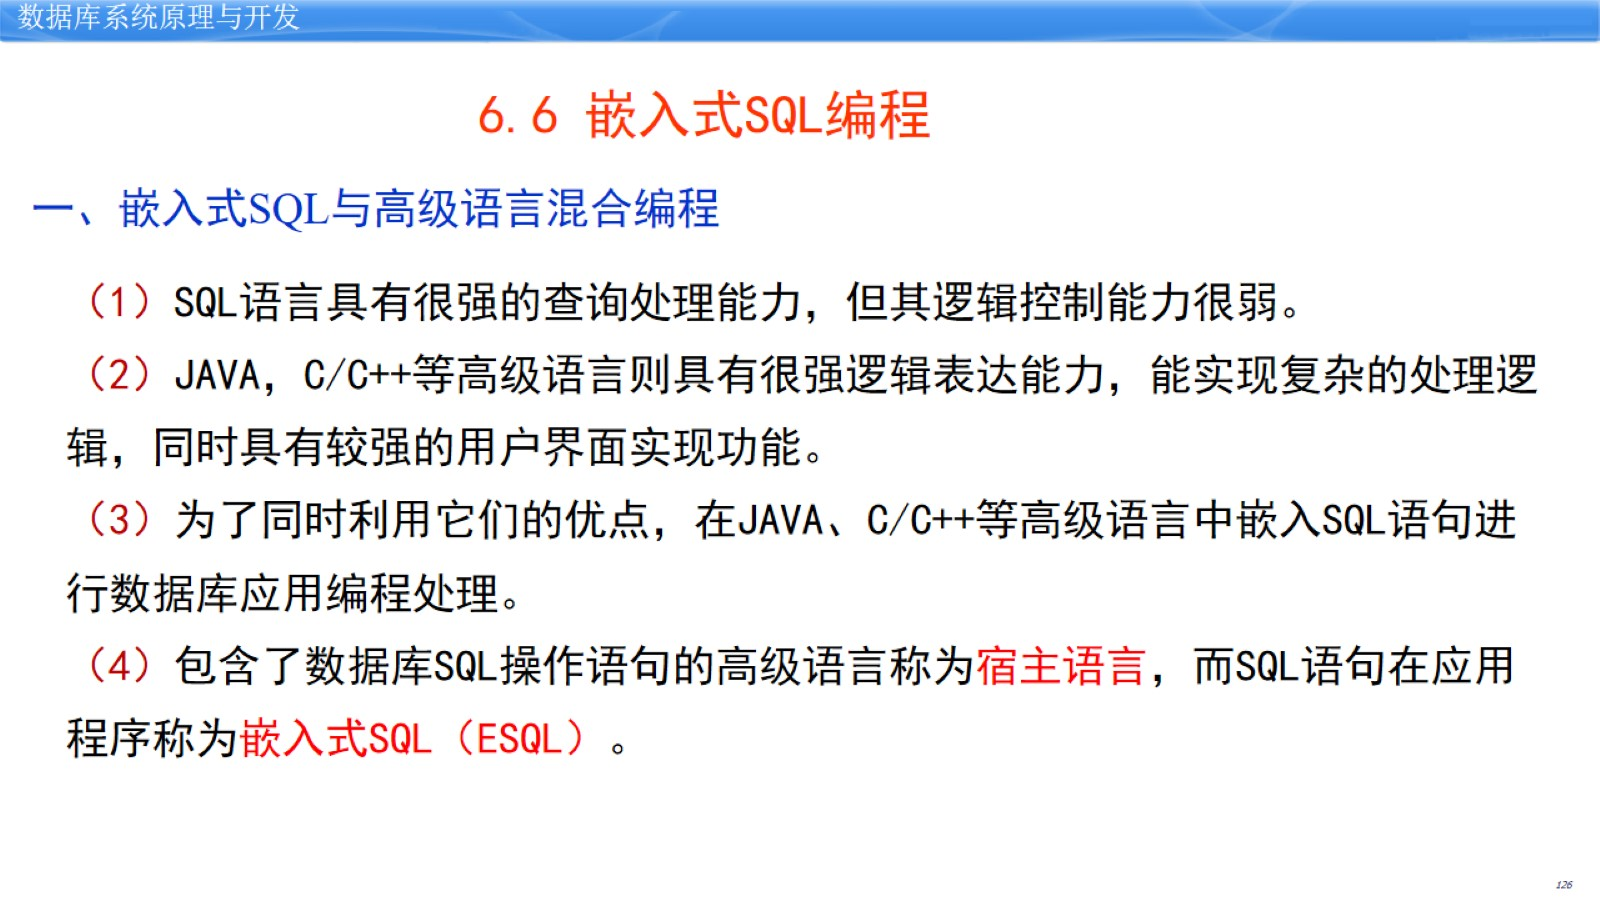 数据库系统原理与开发
6.6 嵌入式SQL编程
一、嵌入式SQL与高级语言混合编程
（1）SQL语言具有很强的查询处理能力，但其逻辑控制能力很弱。
（2）JAVA，C/C++等高级语言则具有很强逻辑表达能力，能实现复杂的处理逻
辑，同时具有较强的用户界面实现功能。
（3）为了同时利用它们的优点，在JAVA、C/C++等高级语言中嵌入SQL语句进
行数据库应用编程处理。
（4）包含了数据库SQL操作语句的高级语言称为宿主语言，而SQL语句在应用
程序称为嵌入式SQL（ESQL）。
126